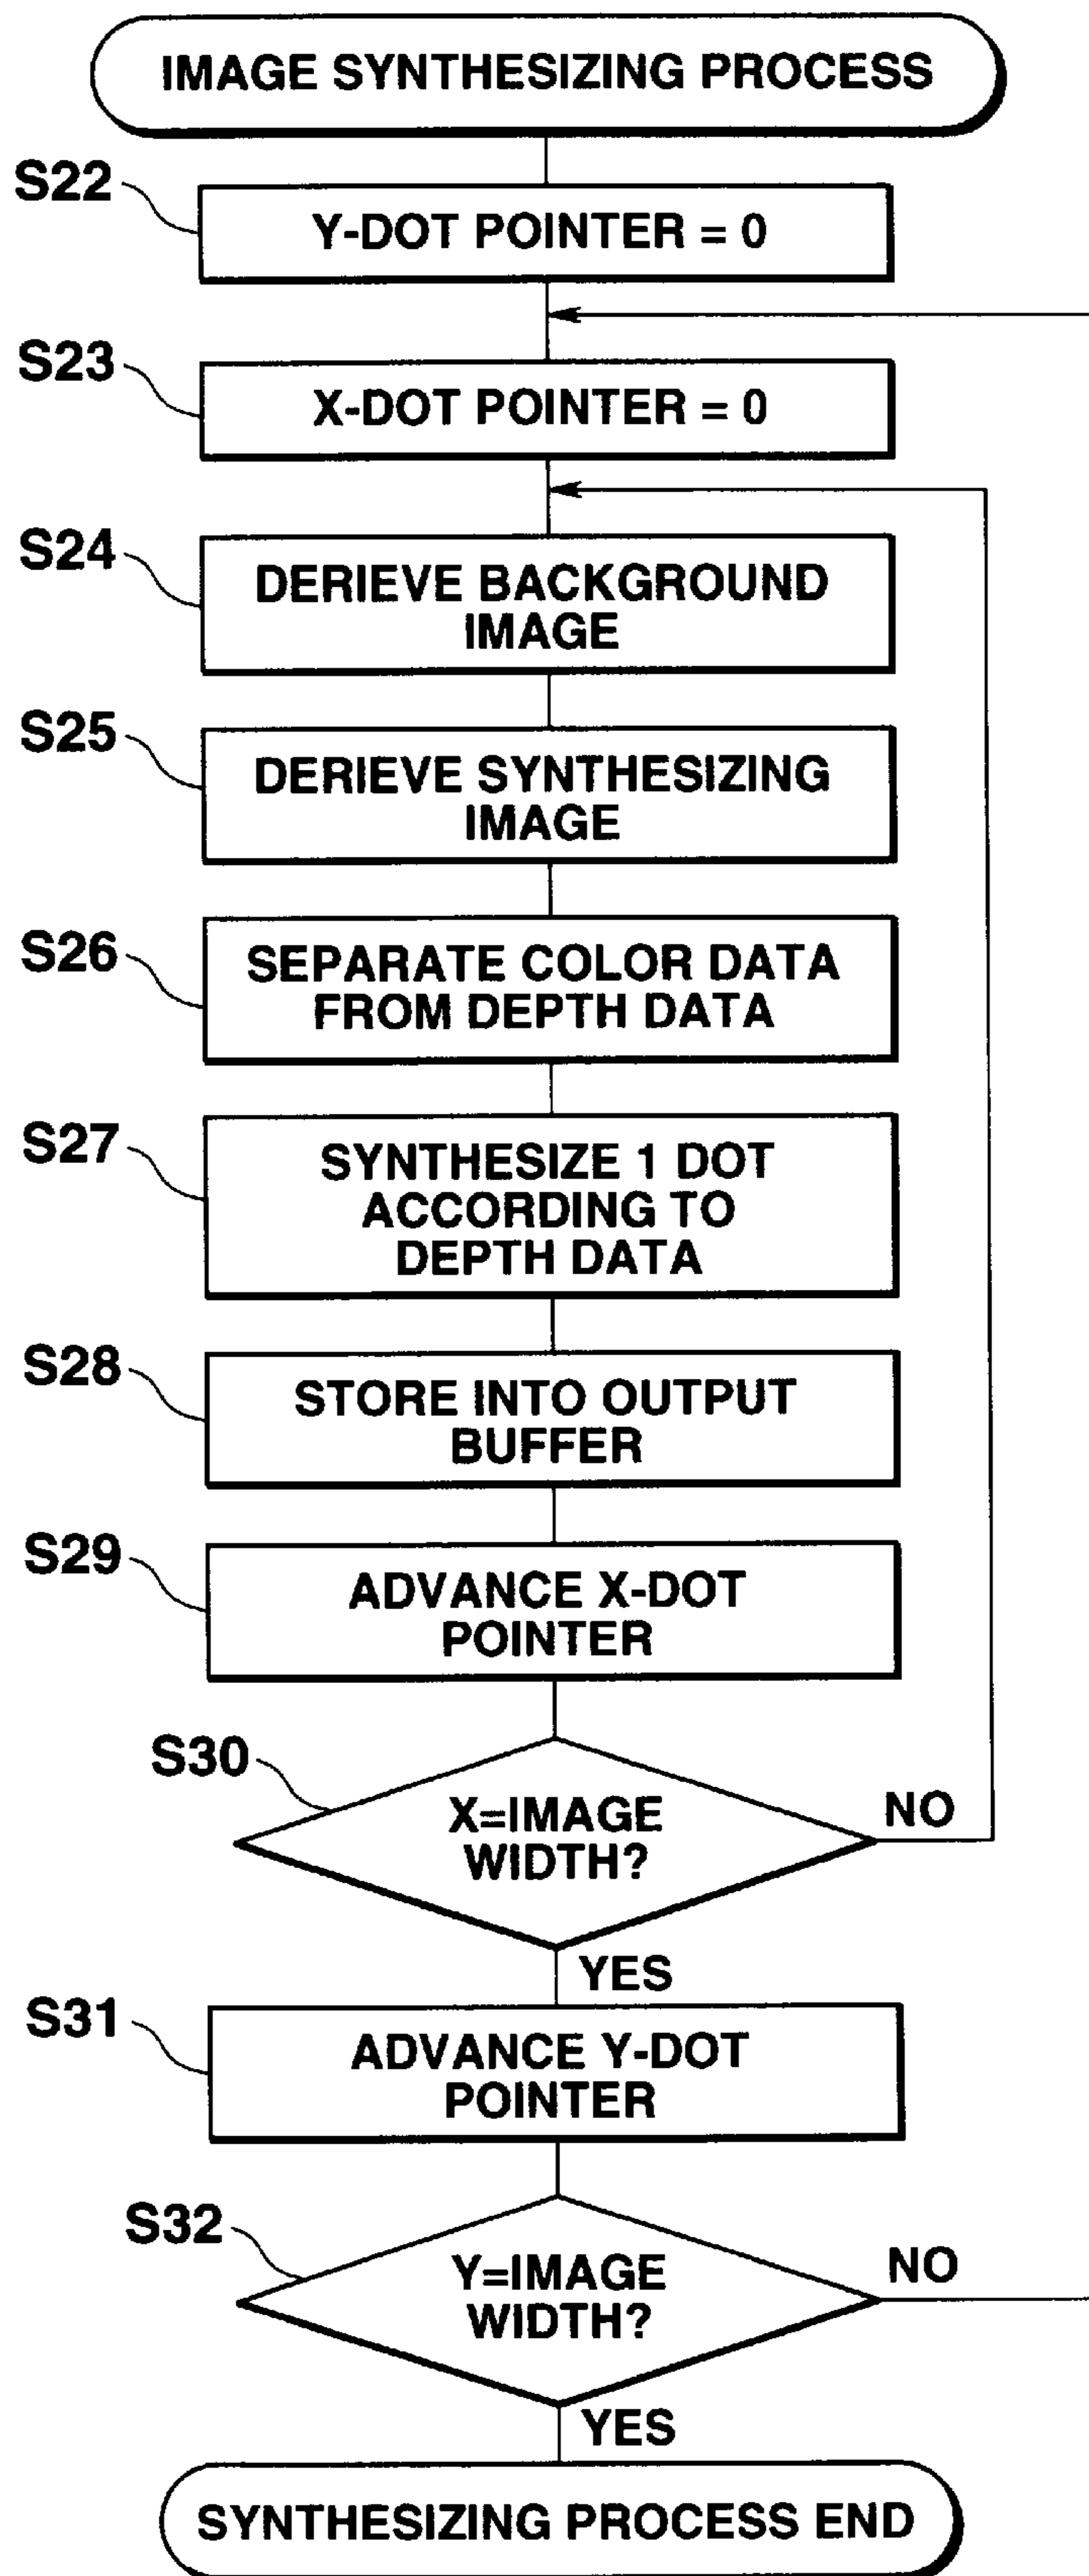 IMAGE SYNTHESIZING PROCESS
S22
Y-DOT POINTER = 0
S23
X-DOT POINTER = 0
S24
DERIEVE BACKGROUND
IMAGE
S25
DERIEVE SYNTHESIZING
IMAGE
S26
SEPARATE COLOR DATA
FROM DEPTH DATA
S27
SYNTHESIZE 1 DOT
ACCORDING TO
DEPTH DATA
S28
STORE INTO OUTPUT
BUFFER
S29
ADVANCE X-DOT
POINTER
S30
X=IMAGE
WIDTH?
NO
YES
S31
ADVANCE Y-DOT
POINTER
S32
Y=IMAGE
WIDTH?
NO
YES
SYNTHESIZING PROCESS END